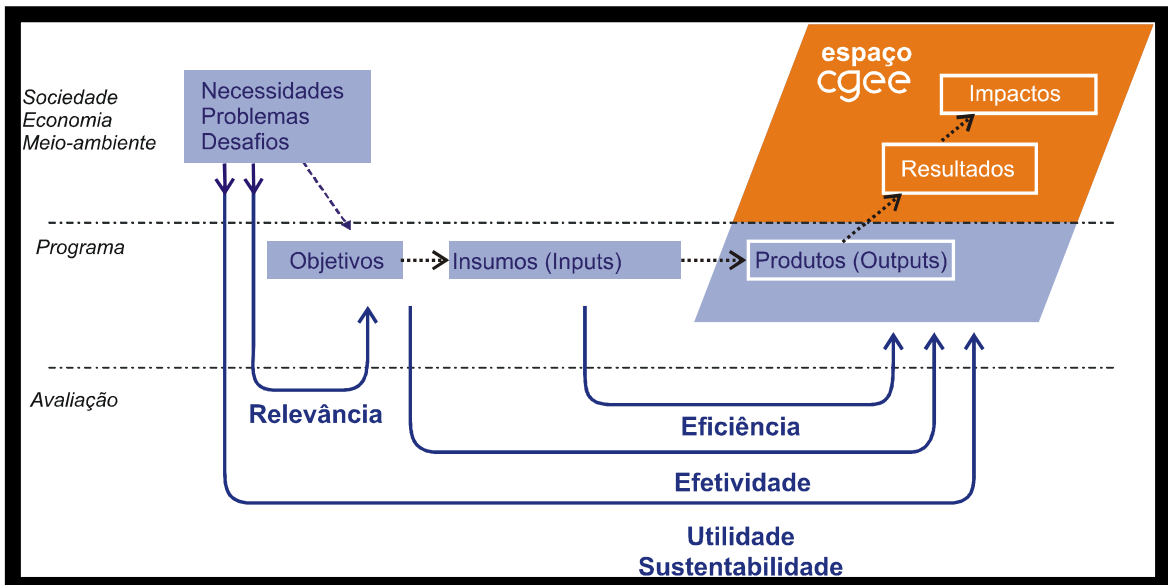 Sociedade
Economia
Meio-ambiente
Necessidades
Problemas
Desafios
espaço
cgee
Impactos
Resultados
Programa
Objetivos
Insumos (Inputs)
Produtos (Outputs)
Avaliação
Relevância
Eficiência
Efetividade
Utilidade
Sustentabilidade